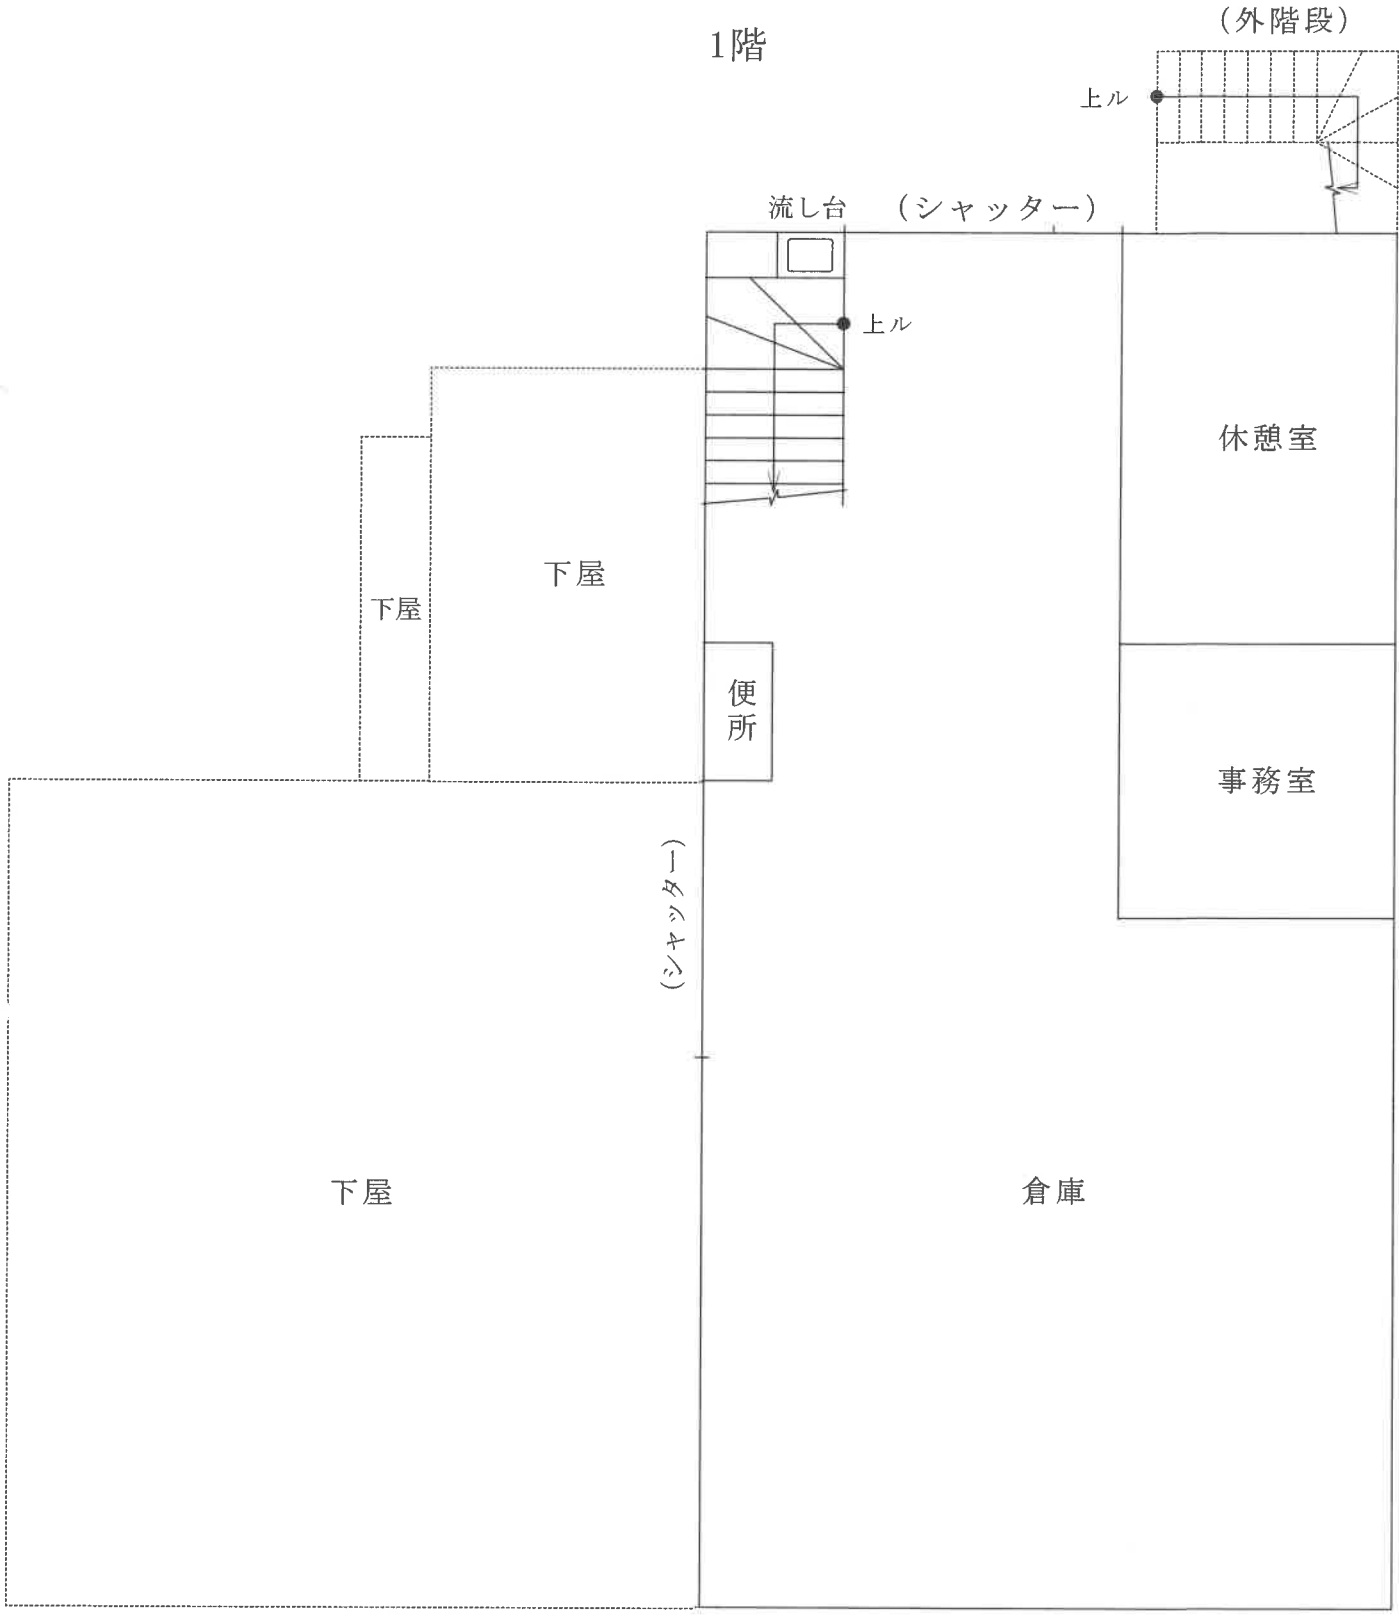 (外階段)
1階
上ル
流し台
(シャッター)
上ル
休憩室
下屋
下屋
便所
事務室
(シャッター)
下屋
倉庫